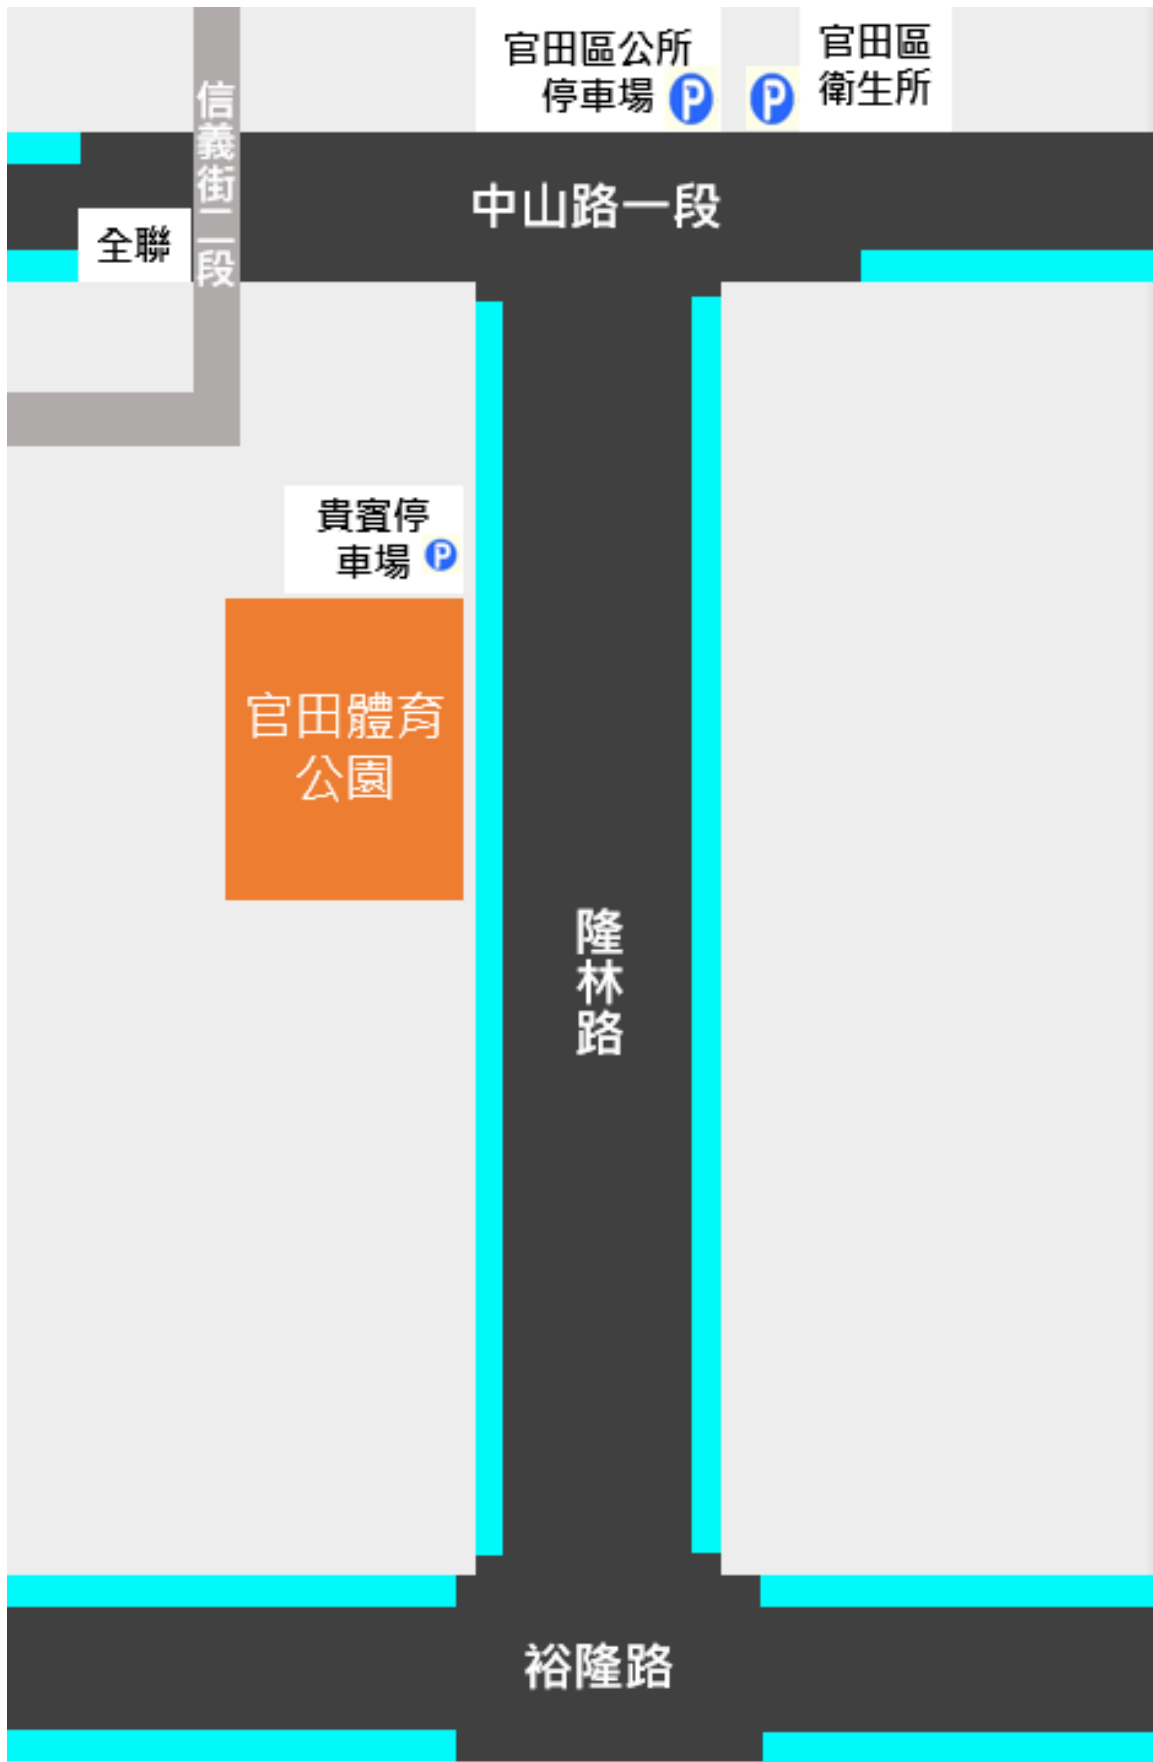 官田區公所
停車場 P
P 官田區
衛生所
信義街二段
中山路一段
全聯
貴賓停
車場 P
官田體育
公園
隆林路
裕隆路